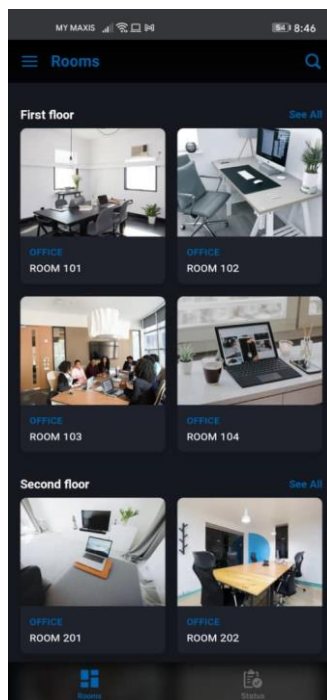 MY MAXIS 54 8:46
Rooms
First floor See All
OFFICE OFFICE
ROOM 101 ROOM 102
OFFICE OFFICE
ROOM 103 ROOM 104
Second floor See All
OFFICE OFFICE
ROOM 201 ROOM 202
Rooms Status